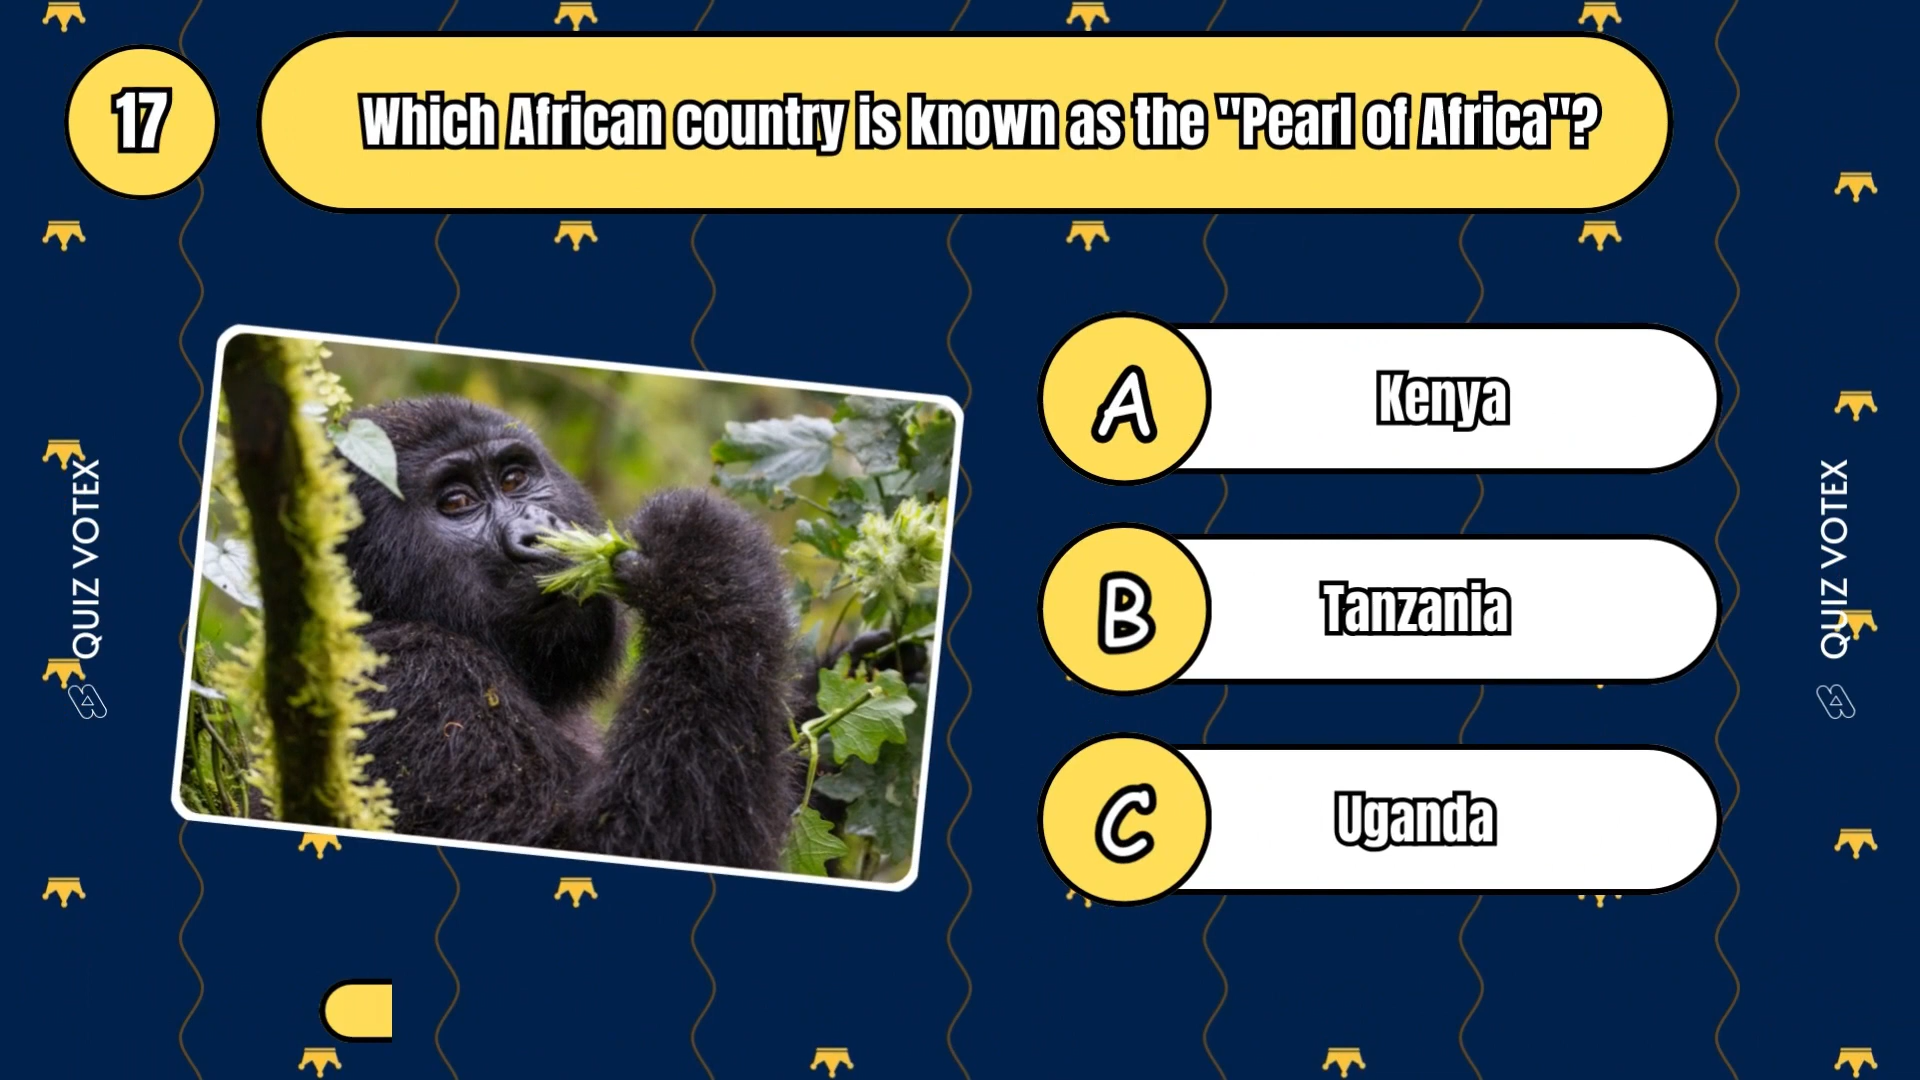 17
Which African country is known as the "Pearl of Africa"?
A
Kenya
B
Tanzania
C
Uganda
QUIZ VOTEX
QUIZ VOTEX